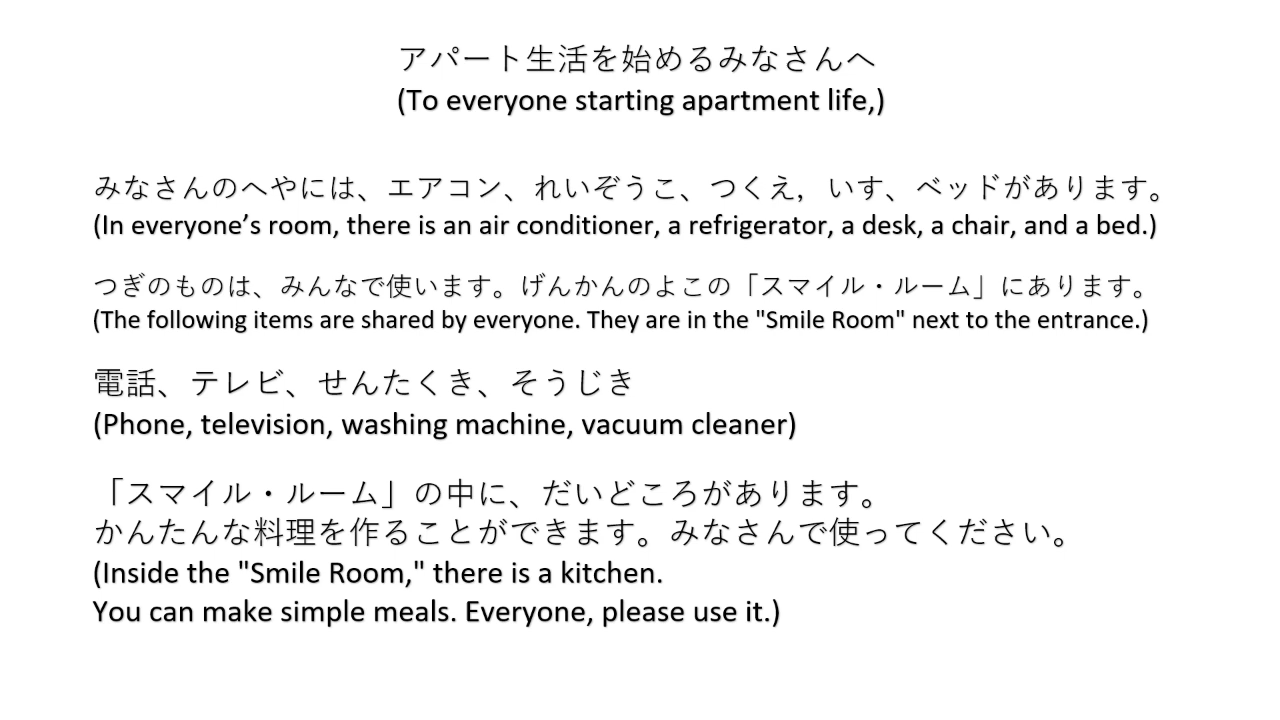 アパート生活を始めるみなさんへ
(To everyone starting apartment life,)
みなさんのへやには、エアコン、れいぞうこ、つくえ，いす、ベッドがあります。
(In everyone’s room, there is an air conditioner, a refrigerator, a desk, a chair, and a bed.)
つぎのものは、みんなで使います。げんかんのよこの「スマイル・ルーム」にあります。
(The following items are shared by everyone. They are in the "Smile Room" next to the entrance.)
電話、テレビ、せんたくき、そうじき
(Phone, television, washing machine, vacuum cleaner)
「スマイル・ルーム」の中に、だいどころがあります。
かんたんな料理を作ることができます。みなさんで使ってください。
(Inside the "Smile Room," there is a kitchen.
You can make simple meals. Everyone, please use it.)